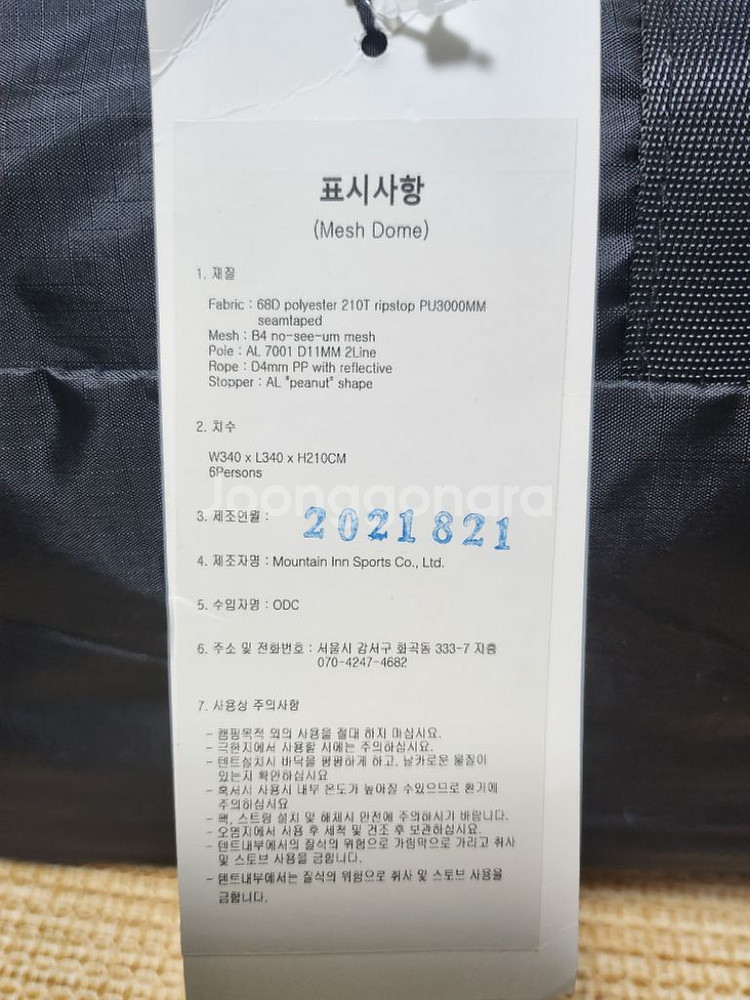 표시사항
(Mesh Dome)
1. 재질
Fabric : 68D polyester 210T ripstop PU3000MM
seamtaped
Mesh : B4 no-see-um mesh
Pole : AL 7001 D11MM 2Line
Rope : D4mm PP with reflective
Stopper : AL "peanut" shape
2. 치수
W340 x L340 x H210CM
6Persons
Joonggonara
3. 제조연월 : 2021 8 21
4. 제조자명 : Mountain Inn Sports Co., Ltd.
5. 수입자명 : ODC
6. 주소 및 전화번호 : 서울시 강서구 화곡동 333-7 지층
070-4247-4682
7. 사용상 주의사항
- 캠핑목적 외의 사용을 절대 하지 마십시요.
- 극한지에서 사용할 시에는 주의하십시요.
- 텐트설치시 바닥을 평평하게 하고, 날카로운 물질이
있는지 확인하십시요
- 혹서시 사용시 내부 온도가 높아질 수있으므로 환기에
주의하십시요
- 팩, 스트링 설치 및 해체시 안전에 주의하시기 바랍니다.
- 오염지에서 사용 후 세척 및 건조 후 보관하십시요.
- 텐트내부에서의 질식의 위험으로 가림막으로 가리고 취사
및 스토브 사용을 금합니다.
- 텐트내부에서는 질식의 위험으로 취사 및 스토브 사용을
금합니다.